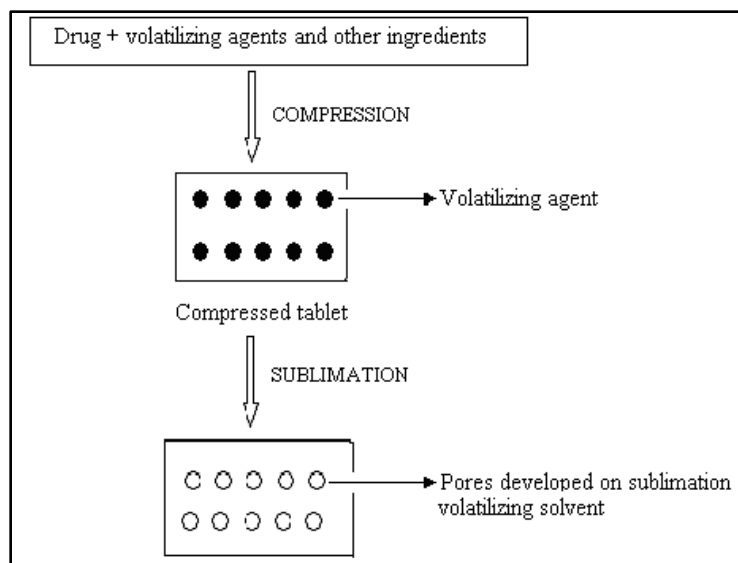 Drug + volatilizing agents and other ingredients
COMPRESSION
Volatilizing agent
Compressed tablet
SUBLIMATION
Pores developed on sublimation
volatilizing solvent